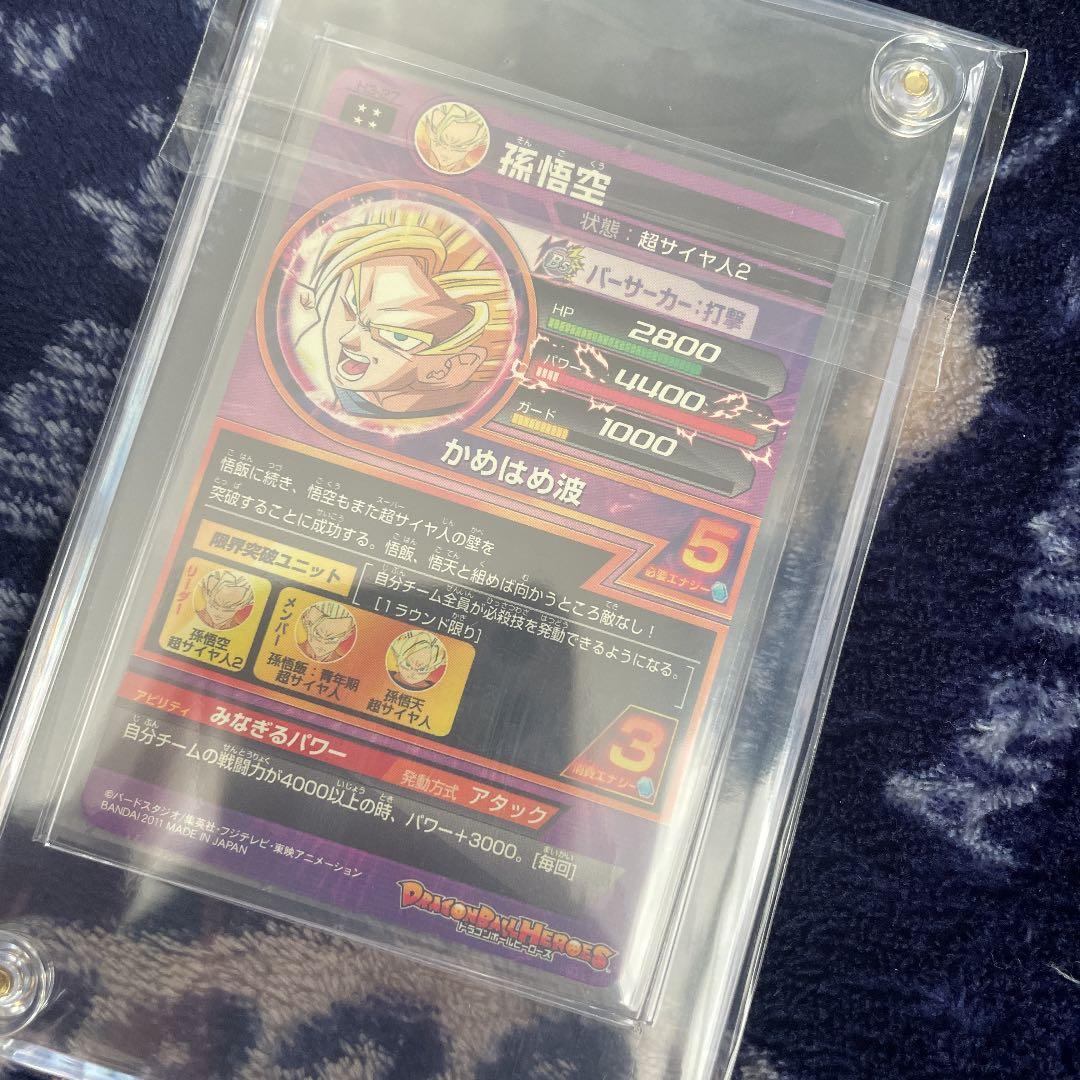 H3-27
孫悟空
そんごくう
状態：超サイヤ人2
BS
バーサーカー：打撃
HP 2800
パワー 4400
ガード 1000
かめはめ波
5
必要エナジー
悟飯に続き、悟空もまた超サイヤ人の壁を
突破することに成功する。悟飯、悟天と組めば向かうところ敵なし！
限界突破ユニット
自分チーム全員が必殺技を発動できるようになる。
[1ラウンド限り]
リーダー
孫悟空
超サイヤ人2
メンバー
孫悟飯：青年期
超サイヤ人
孫悟天
超サイヤ人
3
消費エナジー
アビリティ みなぎるパワー 発動方式 アタック
自分チームの戦闘力が4000以上の時、パワー＋3000。[毎回]
©バードスタジオ/集英社・フジテレビ・東映アニメーション
BANDAI 2011 MADE IN JAPAN
DRAGONBALL HEROES
ドラゴンボールヒーローズ